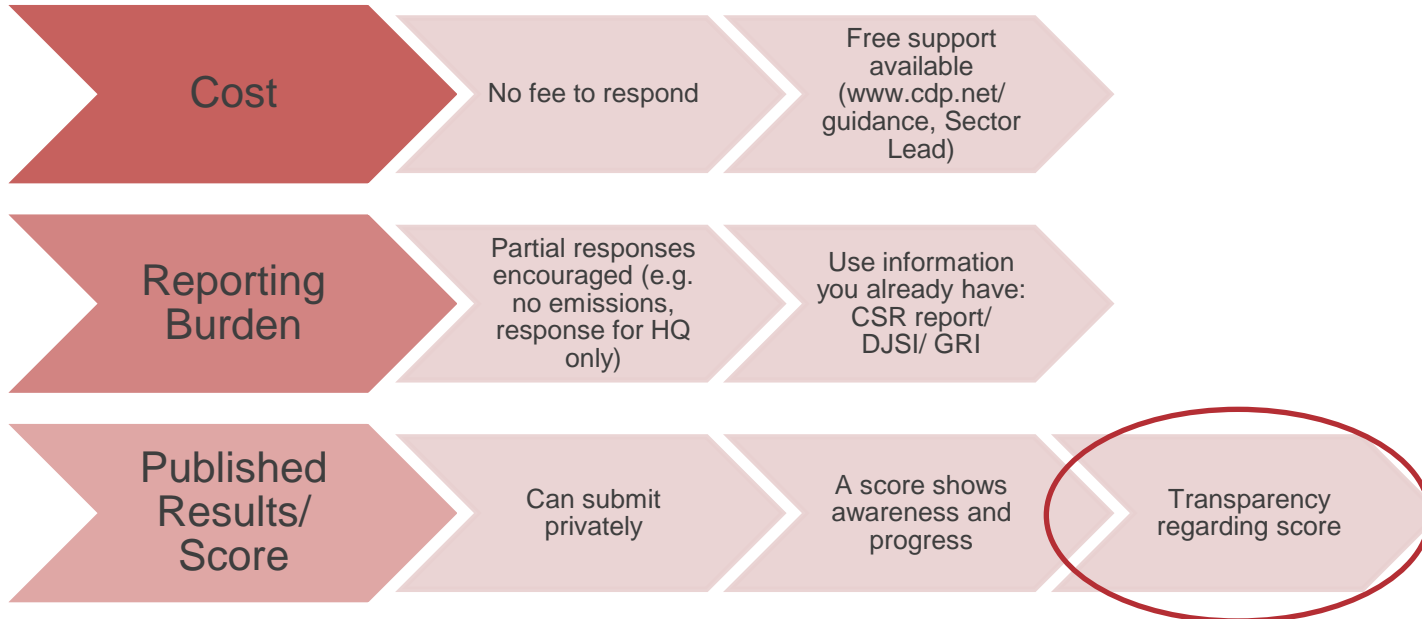 Cost
No fee to respond
Free support
available
(www.cdp.net/
guidance, Sector
Lead)
Reporting
Burden
Partial responses
encouraged (e.g.
no emissions,
response for HQ
only)
Use information
you already have:
CSR report/
DJSI/ GRI
Published
Results/
Score
Can submit
privately
A score shows
awareness and
progress
Transparency
regarding score